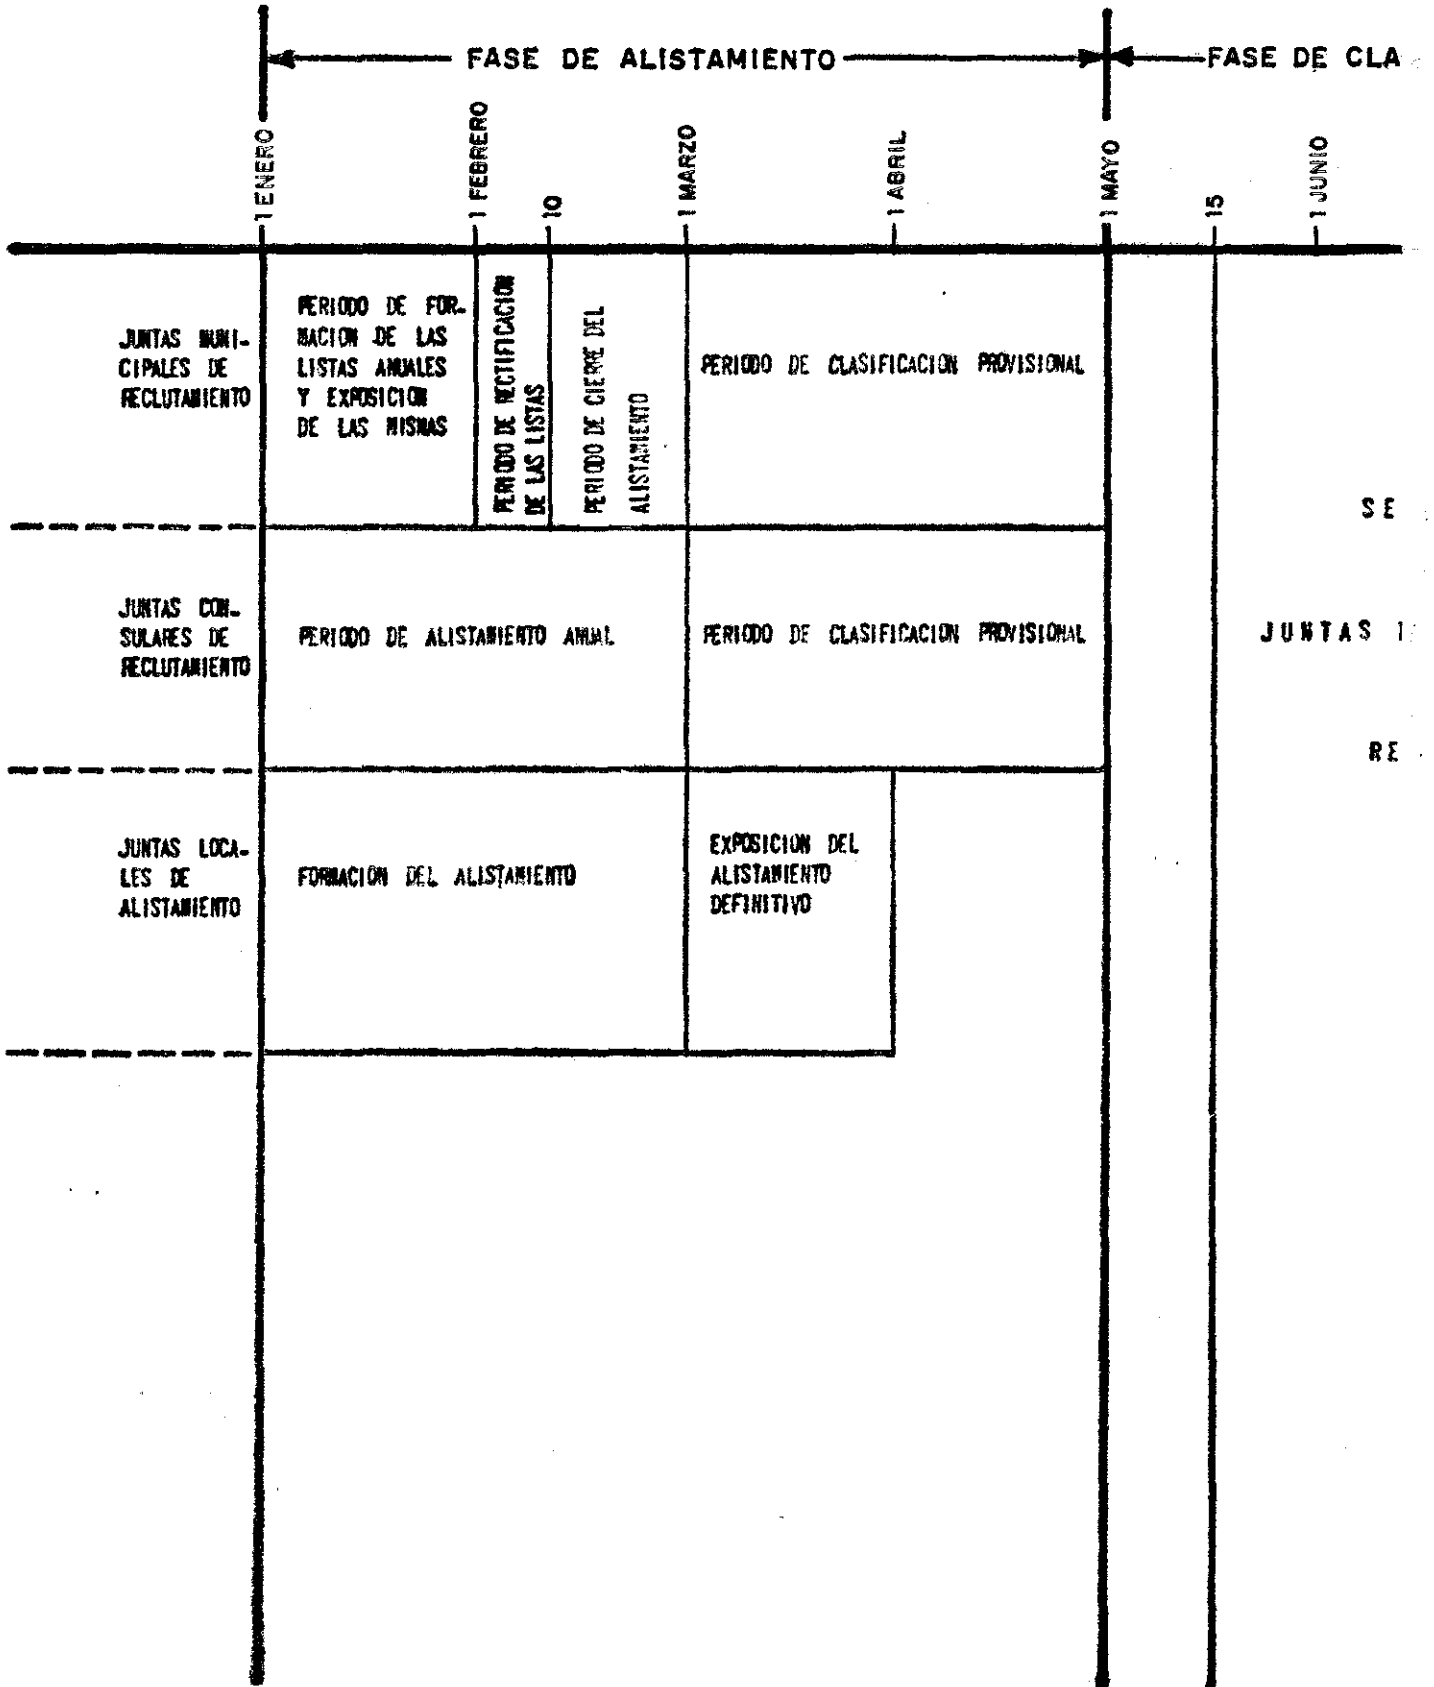 FASE DE ALISTAMIENTO
FASE DE CLA
1 ENERO
1 FEBRERO
10
1 MARZO
1 ABRIL
1 MAYO
15
1 JUNIO
JUNTAS MUNI-
CIPALES DE
RECLUTAMIENTO
PERIODO DE FOR-
MACION DE LAS
LISTAS ANUALES
Y EXPOSICION
DE LAS MISMAS
PERIODO DE RECTIFICACION
DE LAS LISTAS
PERIODO DE CIERRE DEL
ALISTAMIENTO
PERIODO DE CLASIFICACION PROVISIONAL
SE
JUNTAS CON-
SULARES DE
RECLUTAMIENTO
PERIODO DE ALISTAMIENTO ANUAL
PERIODO DE CLASIFICACION PROVISIONAL
JUNTAS
RE
JUNTAS LOCA-
LES DE
ALISTAMIENTO
FORMACION DEL ALISTAMIENTO
EXPOSICION DEL
ALISTAMIENTO
DEFINITIVO